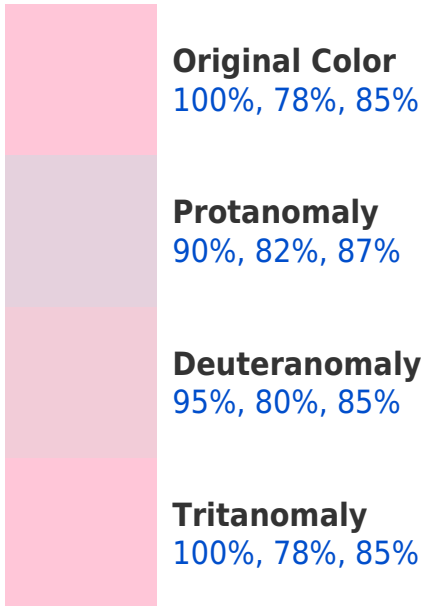 Original Color
100%, 78%, 85%
Protanomaly
90%, 82%, 87%
Deuteranomaly
95%, 80%, 85%
Tritanomaly
100%, 78%, 85%